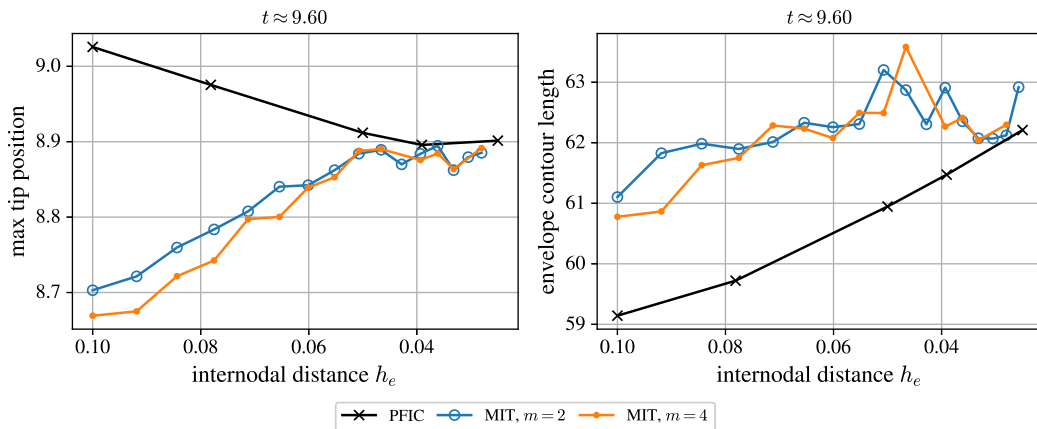 t ≈ 9.60
max tip position
9.0
8.9
8.8
8.7
0.10 0.08 0.06 0.04
internodal distance h_e
t ≈ 9.60
envelope contour length
63
62
61
60
59
0.10 0.08 0.06 0.04
internodal distance h_e
PFIC MIT, m = 2 MIT, m = 4